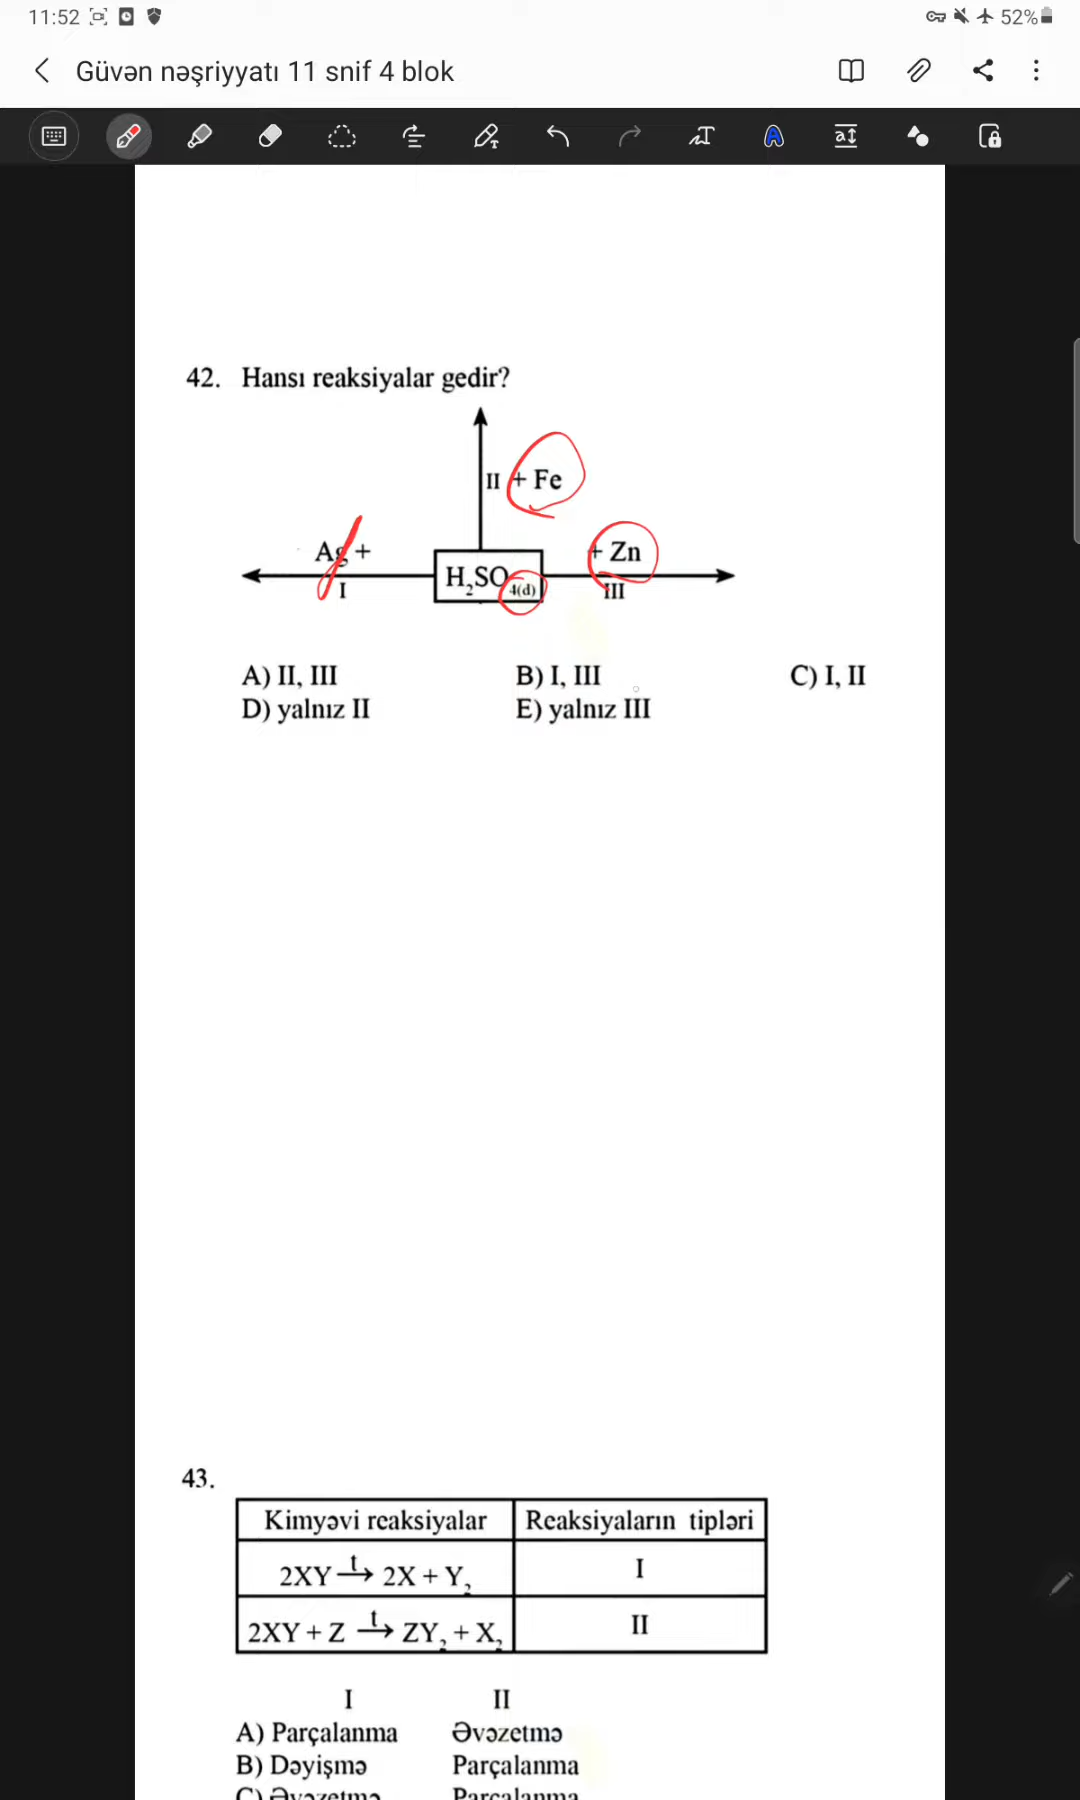 11:52
52%
Güvən nəşriyyatı 11 snif 4 blok
42. Hansı reaksiyalar gedir?
II + Fe
Ag +
+ Zn
H₂SO₄(d)
I
III
A) II, III B) I, III C) I, II
D) yalnız II E) yalnız III
43.
Kimyəvi reaksiyalar Reaksiyaların tipləri
2XY t→ 2X + Y₂ I
2XY + Z t→ ZY₂ + X₂ II
I II
A) Parçalanma Əvəzetmə
B) Dəyişmə Parçalanma
C) Əvəzetmə Parçalanma